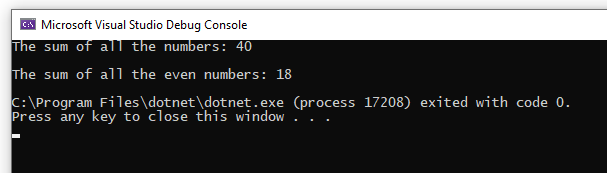 Microsoft Visual Studio Debug Console
The sum of all the numbers: 40
The sum of all the even numbers: 18
C:\Program Files\dotnet\dotnet.exe (process 17208) exited with code 0.
Press any key to close this window . . .